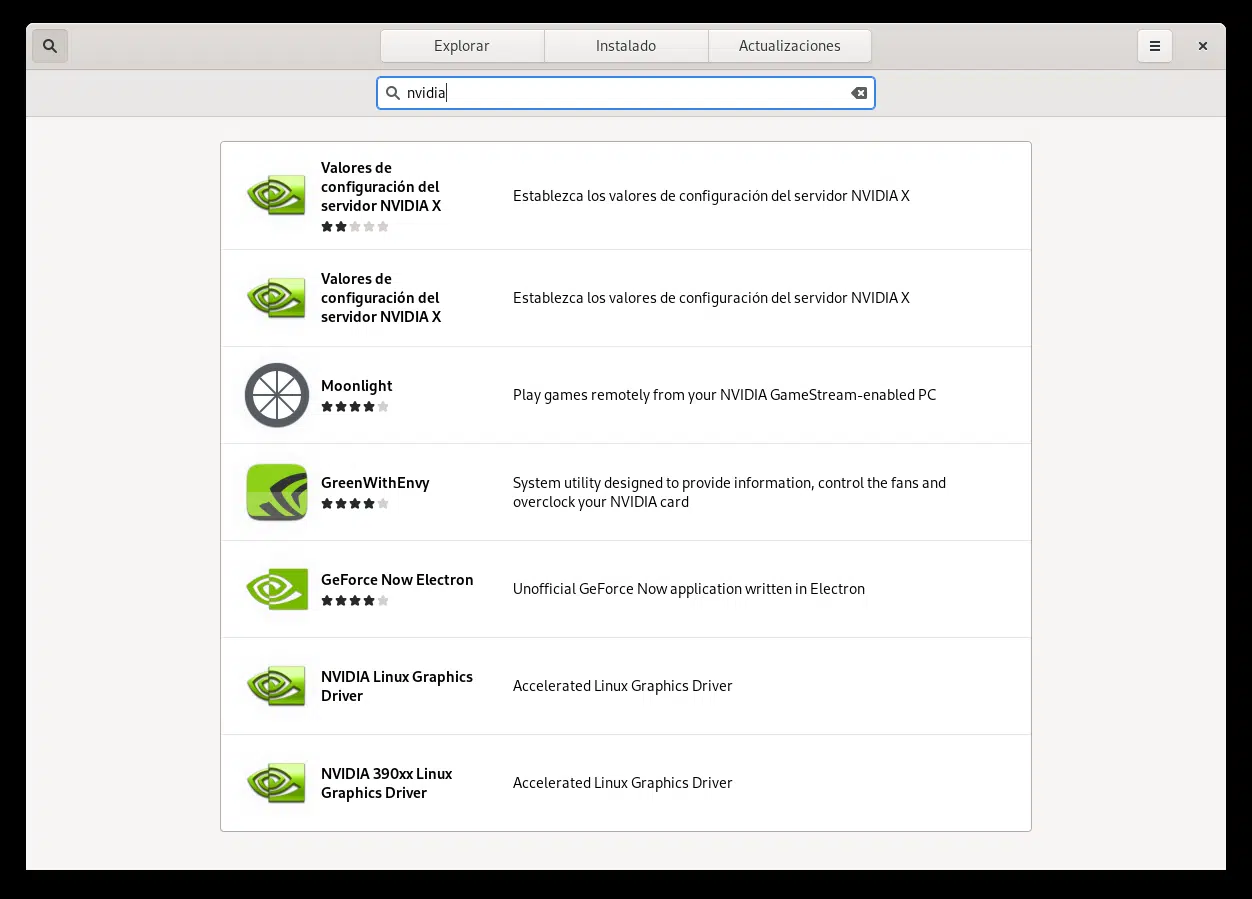 Explorar
Instalado
Actualizaciones
nvidia
Valores de
configuración del
servidor NVIDIA X
Establezca los valores de configuración del servidor NVIDIA X
Valores de
configuración del
servidor NVIDIA X
Establezca los valores de configuración del servidor NVIDIA X
Moonlight
Play games remotely from your NVIDIA GameStream-enabled PC
GreenWithEnvy
System utility designed to provide information, control the fans and
overclock your NVIDIA card
GeForce Now Electron
Unofficial GeForce Now application written in Electron
NVIDIA Linux Graphics
Driver
Accelerated Linux Graphics Driver
NVIDIA 390xx Linux
Graphics Driver
Accelerated Linux Graphics Driver